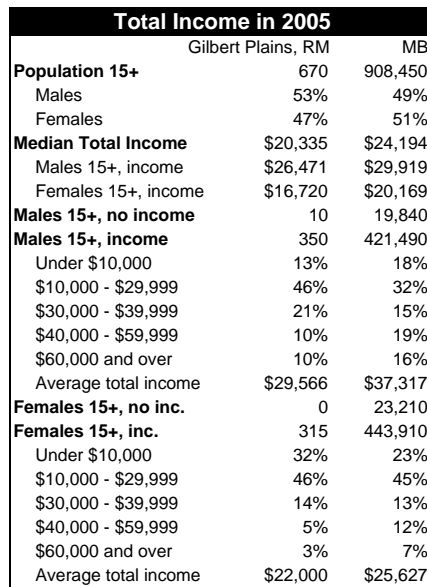 Total Income in 2005
Gilbert Plains, RM MB
Population 15+ 670 908,450
Males 53% 49%
Females 47% 51%
Median Total Income $20,335 $24,194
Males 15+, income $26,471 $29,919
Females 15+, income $16,720 $20,169
Males 15+, no income 10 19,840
Males 15+, income 350 421,490
Under $10,000 13% 18%
$10,000 - $29,999 46% 32%
$30,000 - $39,999 21% 15%
$40,000 - $59,999 10% 19%
$60,000 and over 10% 16%
Average total income $29,566 $37,317
Females 15+, no inc. 0 23,210
Females 15+, inc. 315 443,910
Under $10,000 32% 23%
$10,000 - $29,999 46% 45%
$30,000 - $39,999 14% 13%
$40,000 - $59,999 5% 12%
$60,000 and over 3% 7%
Average total income $22,000 $25,627